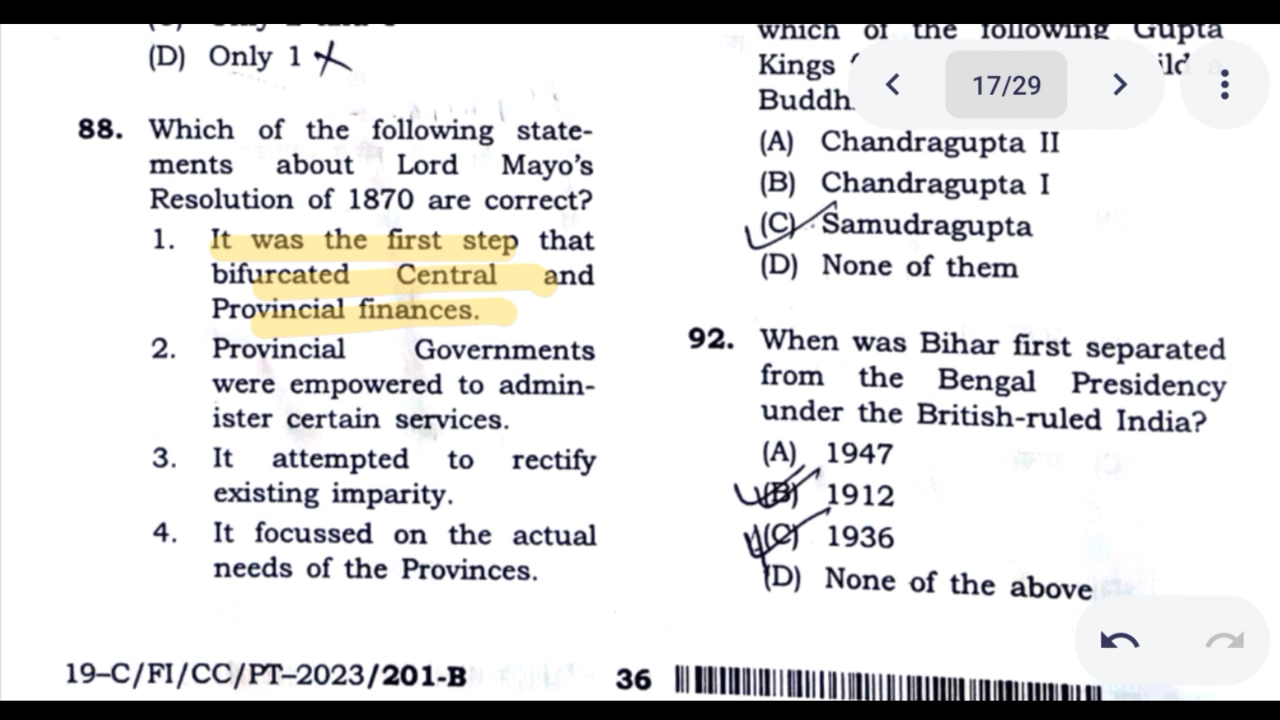 (D) Only 1
88. Which of the following state-
ments about Lord Mayo's
Resolution of 1870 are correct?
1. It was the first step that
bifurcated Central and
Provincial finances.
2. Provincial Governments
were empowered to admin-
ister certain services.
3. It attempted to rectify
existing imparity.
4. It focussed on the actual
needs of the Provinces.
which of the following Gupta
Kings
Buddh
(A) Chandragupta II
(B) Chandragupta I
(C) Samudragupta
(D) None of them
92. When was Bihar first separated
from the Bengal Presidency
under the British-ruled India?
(A) 1947
(B) 1912
(C) 1936
(D) None of the above
17/29
19–C/FI/CC/PT–2023/201-B
36